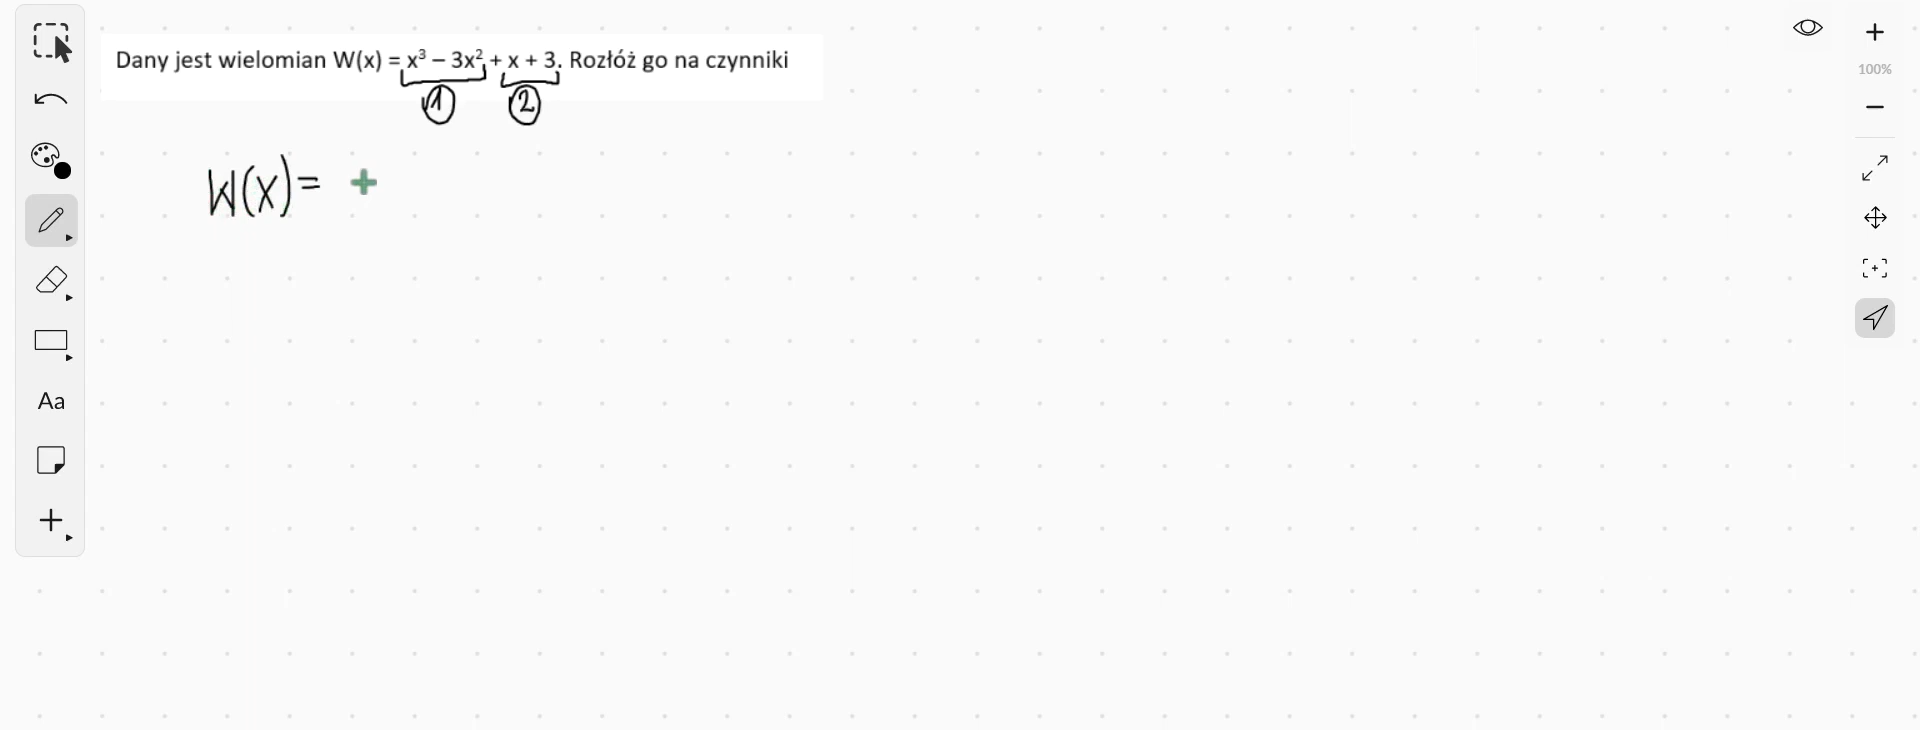 Dany jest wielomian W(x) = x³ – 3x² + x + 3. Rozłóż go na czynniki
1 2
W(x)=
100%
Aa